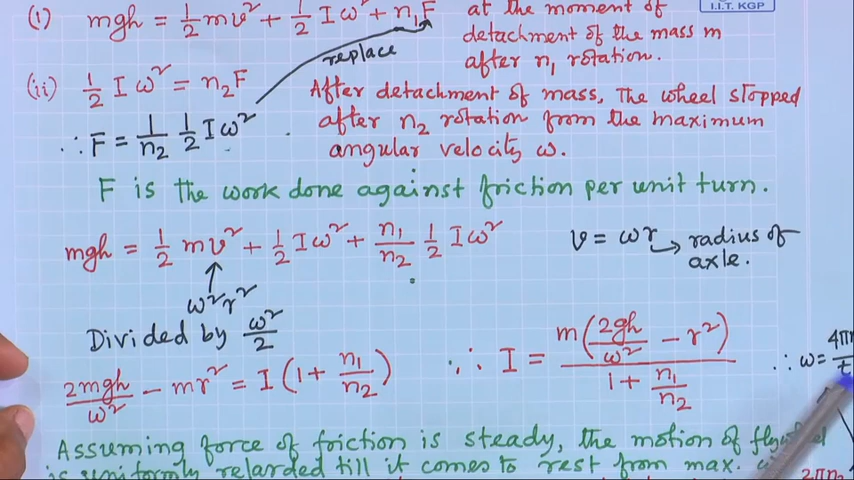 I.I.T. KGP
(i) mgh = 1/2 mv² + 1/2 Iω² + n₁F at the moment of
detachment of the mass m
after n₁ rotation.
replace
(ii) 1/2 Iω² = n₂F
After detachment of mass, The wheel stopped
∴ F = 1/n₂ 1/2 Iω² after n₂ rotation from the maximum
angular velocity ω.
F is the work done against friction per unit turn.
mgh = 1/2 mv² + 1/2 Iω² + n₁/n₂ 1/2 Iω² v = ωr → radius of
axle.
ω²r²
Divided by ω²/2
2mgh/ω² - mr² = I(1 + n₁/n₂) ∵ I = m(2gh/ω² - r²)/(1 + n₁/n₂) ∴ ω = 4π
t
Assuming force of friction is steady, the motion of
is uniformly relarded till it comes to rest from max.
2πn₂